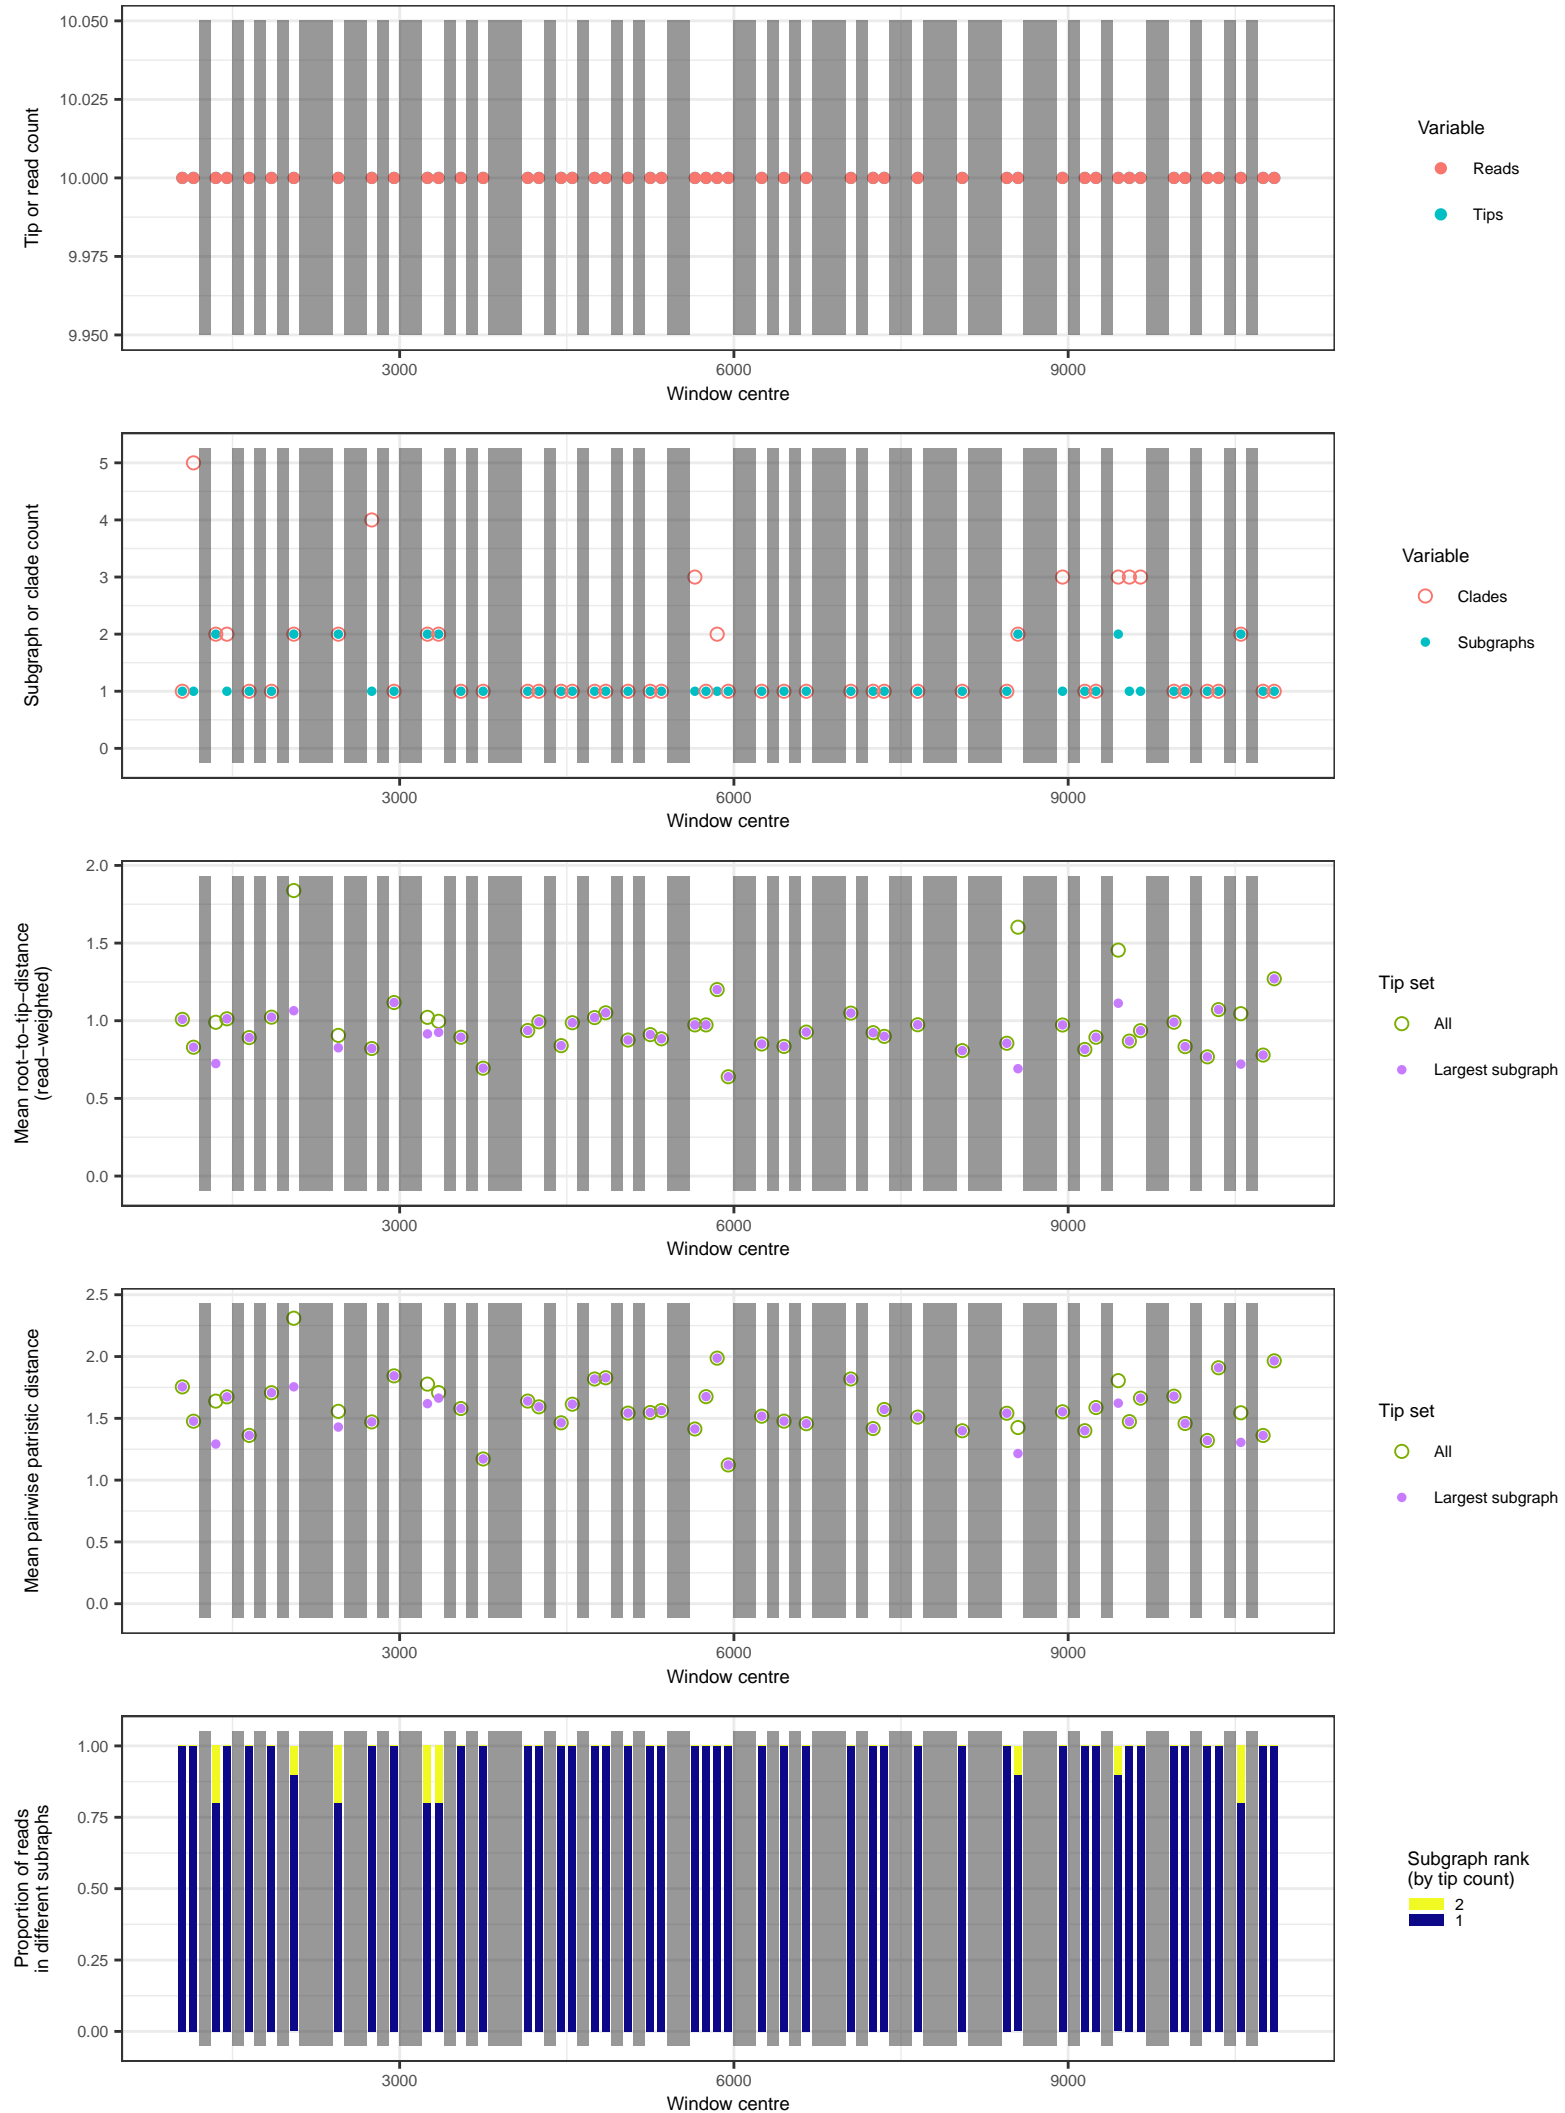 10.050
10.025
10.000
9.975
9.950
Tip or read count
3000 6000 9000
Window centre
Variable
Reads
Tips
5
4
3
2
1
0
Subgraph or clade count
3000 6000 9000
Window centre
Variable
Clades
Subgraphs
2.0
1.5
1.0
0.5
0.0
Mean root−to−tip−distance
(read−weighted)
3000 6000 9000
Window centre
Tip set
All
Largest subgraph
2.5
2.0
1.5
1.0
0.5
0.0
Mean pairwise patristic distance
3000 6000 9000
Window centre
Tip set
All
Largest subgraph
1.00
0.75
0.50
0.25
0.00
Proportion of reads
in different subraphs
3000 6000 9000
Window centre
Subgraph rank
(by tip count)
2
1